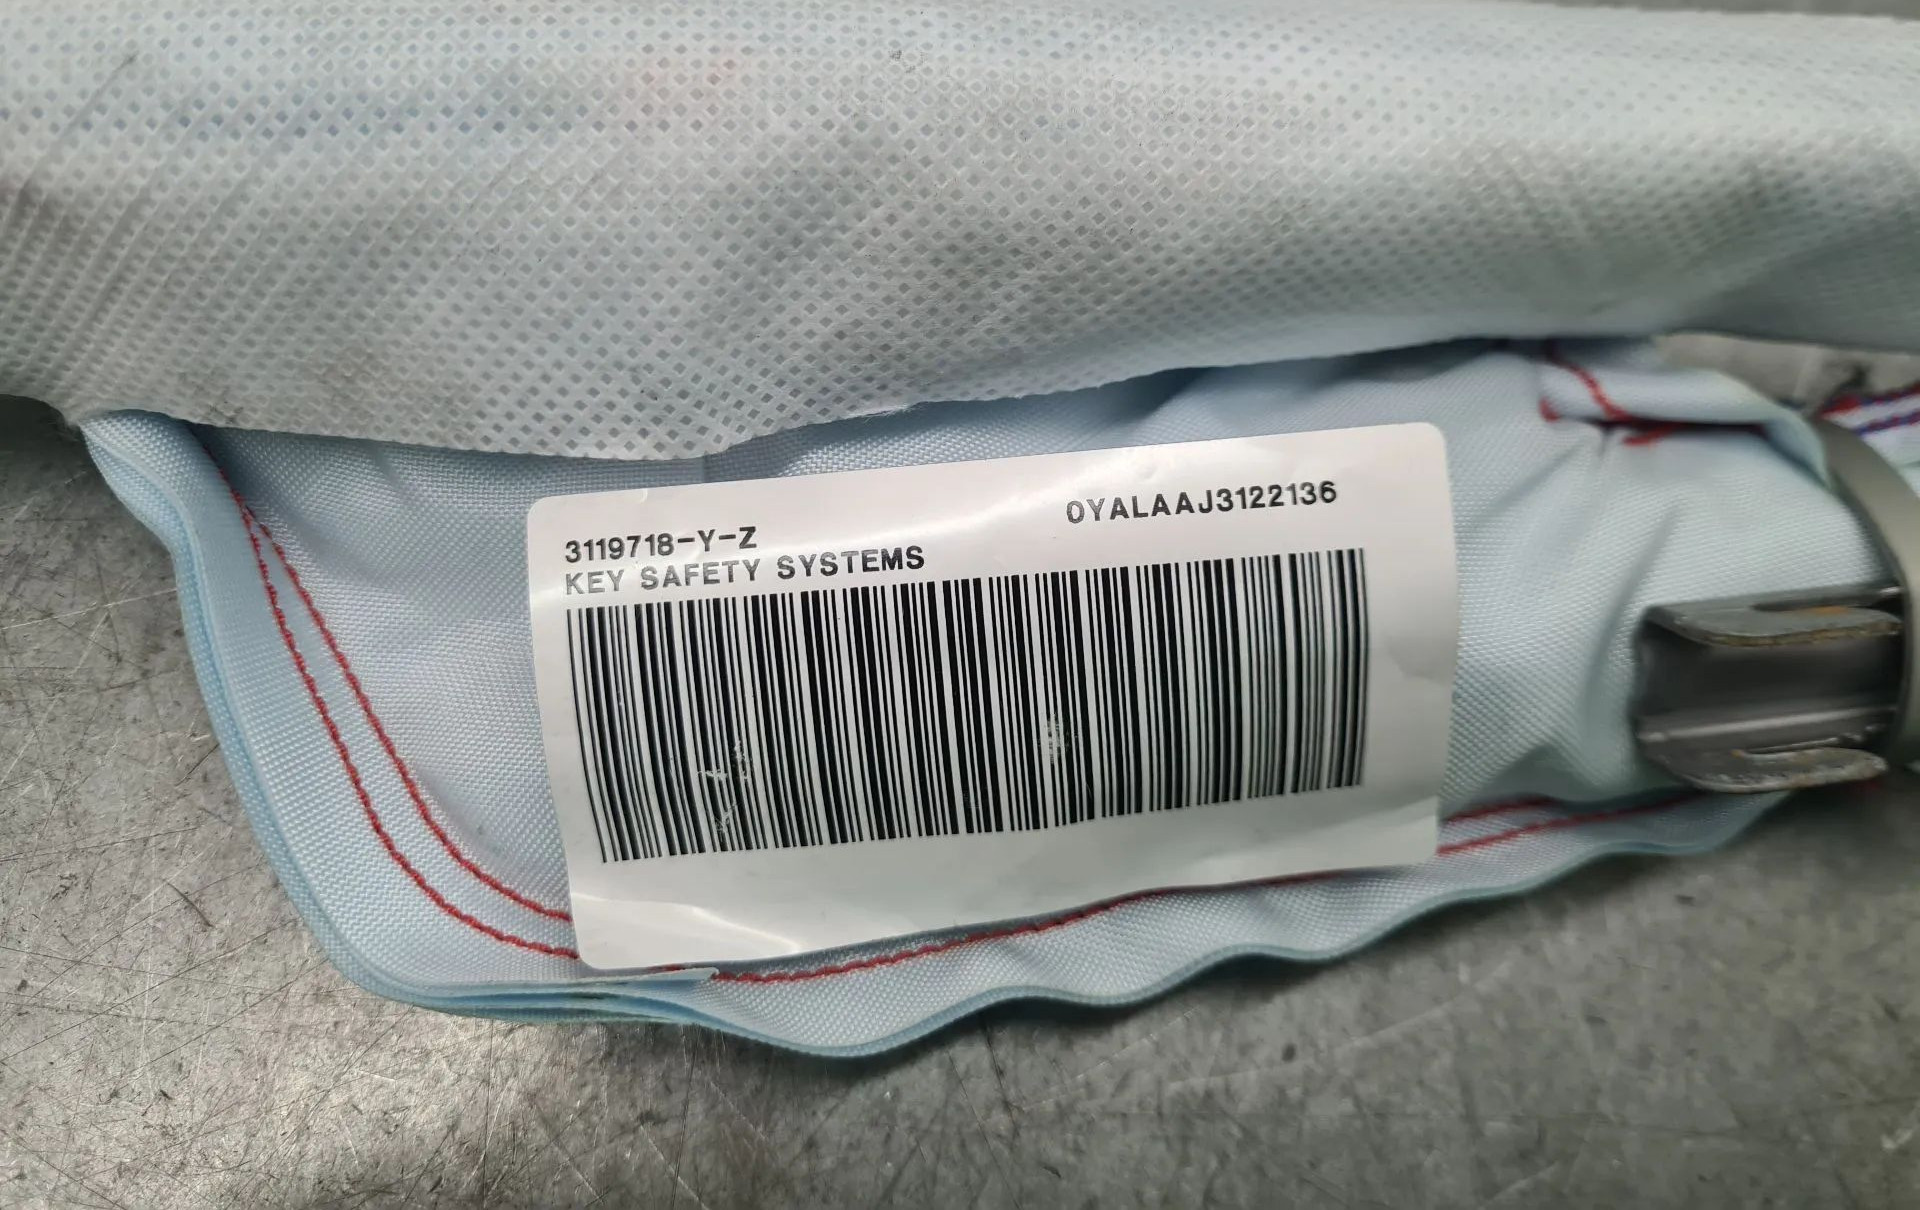 3119718-Y-Z
0YALAAJ3122136
KEY SAFETY SYSTEMS